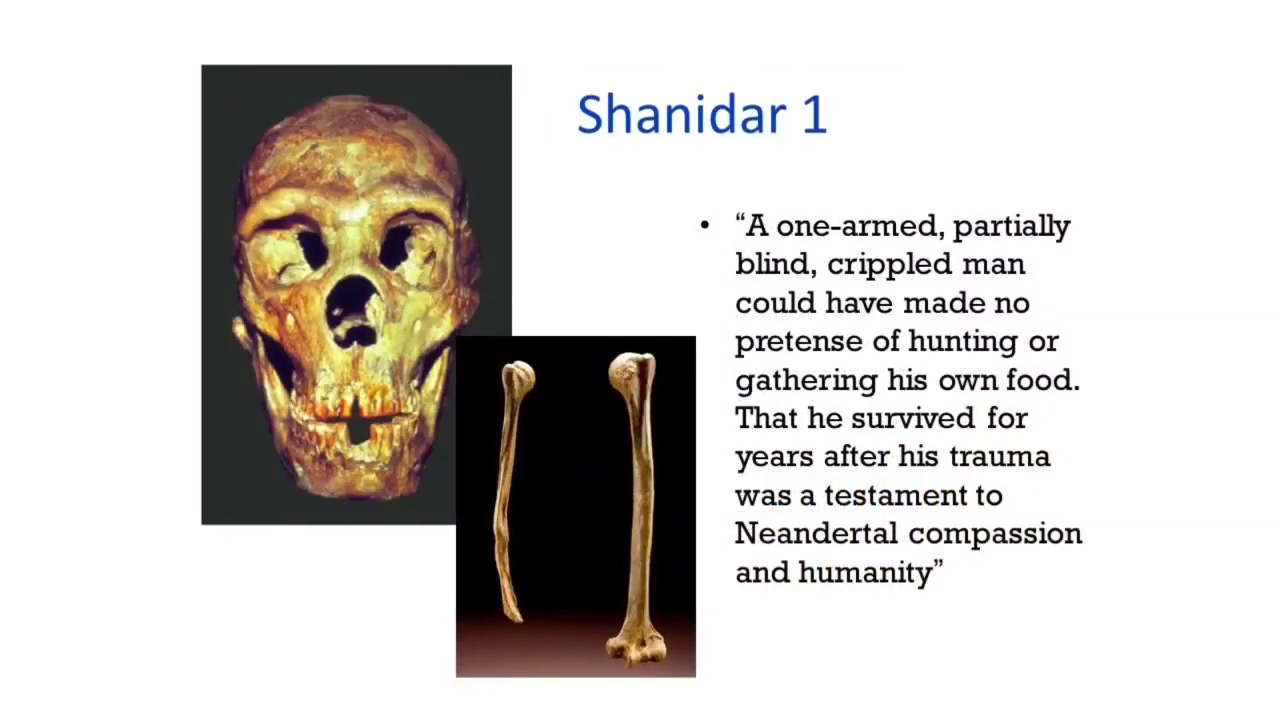 Shanidar 1
• “A one-armed, partially
blind, crippled man
could have made no
pretense of hunting or
gathering his own food.
That he survived for
years after his trauma
was a testament to
Neandertal compassion
and humanity”